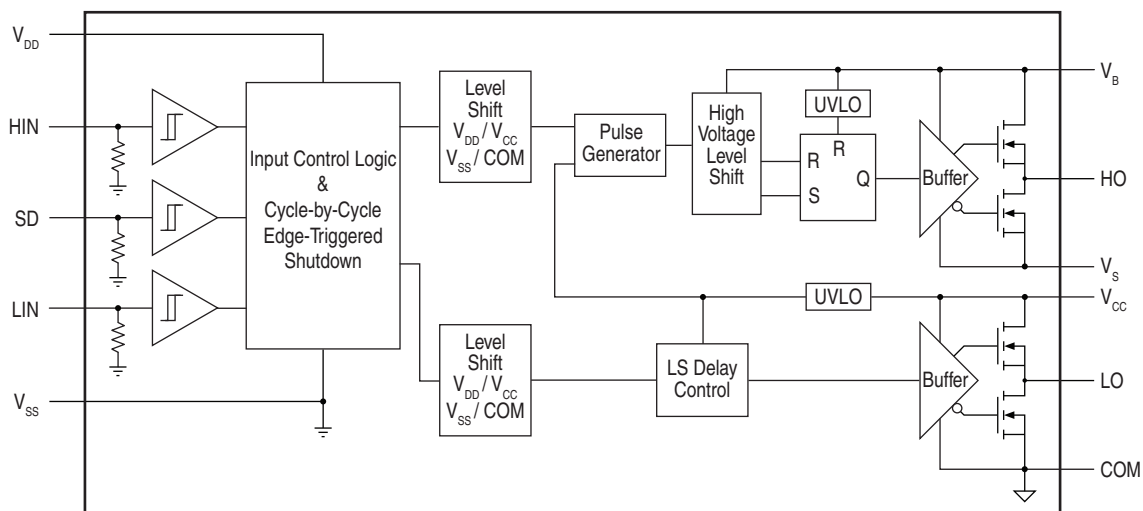 V_DD
HIN
SD
LIN
V_SS
Input Control Logic
&
Cycle-by-Cycle
Edge-Triggered
Shutdown
Level
Shift
V_DD / V_CC
V_SS / COM
Level
Shift
V_DD / V_CC
V_SS / COM
Pulse
Generator
High
Voltage
Level
Shift
UVLO
R
R
S
Q
Buffer
UVLO
LS Delay
Control
Buffer
V_B
HO
V_S
V_CC
LO
COM